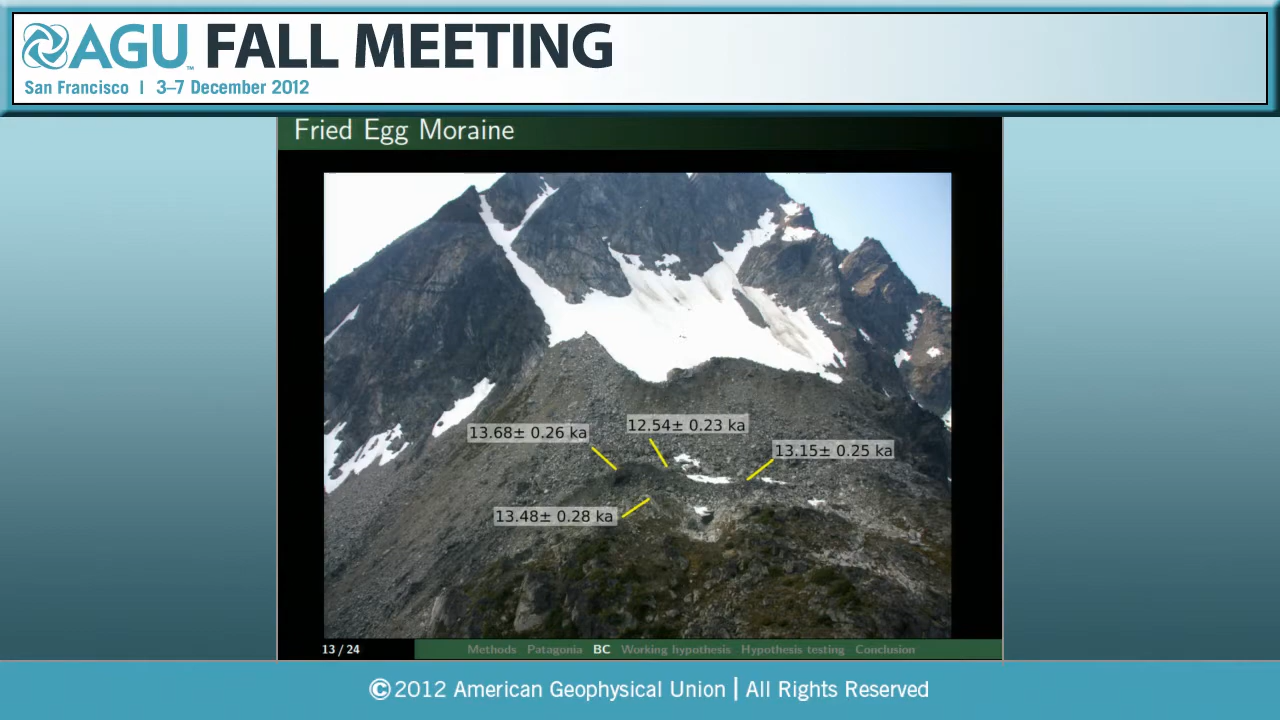 AGU™ FALL MEETING
San Francisco | 3–7 December 2012
Fried Egg Moraine
12.54± 0.23 ka
13.68± 0.26 ka
13.15± 0.25 ka
13.48± 0.28 ka
13 / 24 Methods Patagonia BC Working hypothesis Hypothesis testing Conclusion
©2012 American Geophysical Union | All Rights Reserved